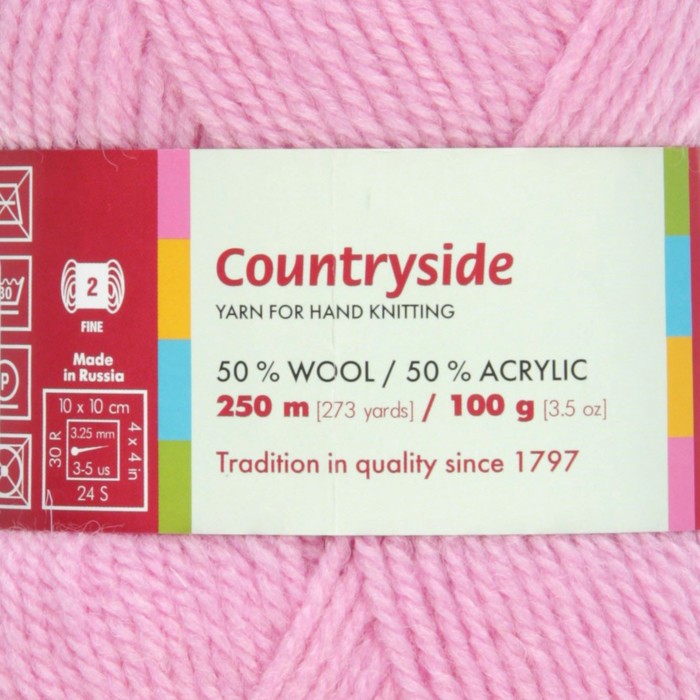 30
P
2
FINE
Made
in Russia
10 x 10 cm
30 R
3.25 mm
3-5 us
4 x 4 in
24 S
Countryside
YARN FOR HAND KNITTING
50 % WOOL / 50 % ACRYLIC
250 m [273 yards] / 100 g [3.5 oz]
Tradition in quality since 1797